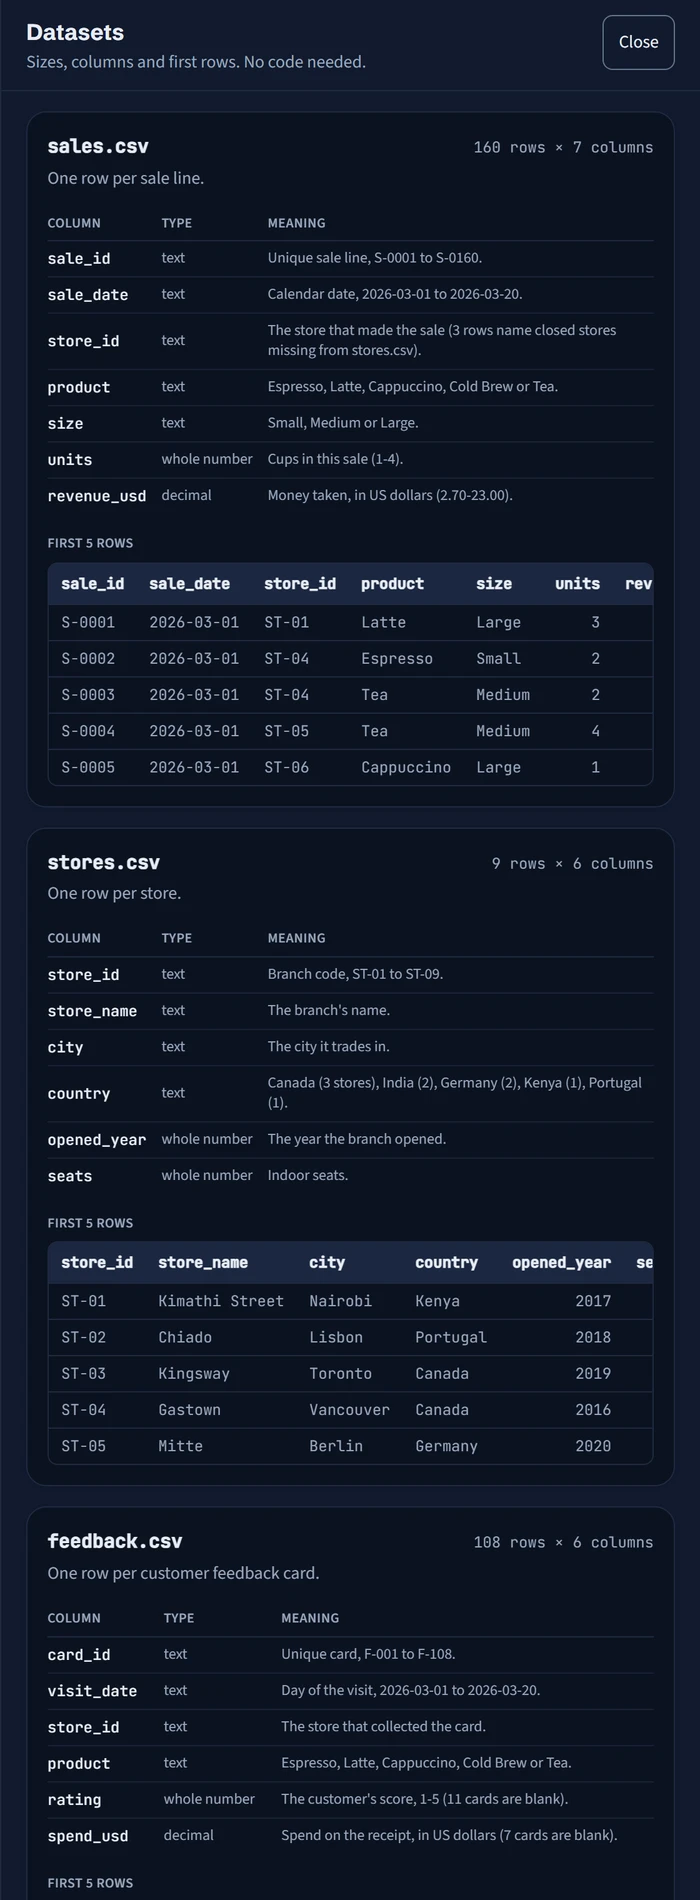 Datasets
Close
Sizes, columns and first rows. No code needed.
sales.csv 160 rows × 7 columns
One row per sale line.
COLUMN TYPE MEANING
sale_id text Unique sale line, S-0001 to S-0160.
sale_date text Calendar date, 2026-03-01 to 2026-03-20.
store_id text The store that made the sale (3 rows name closed stores
missing from stores.csv).
product text Espresso, Latte, Cappuccino, Cold Brew or Tea.
size text Small, Medium or Large.
units whole number Cups in this sale (1-4).
revenue_usd decimal Money taken, in US dollars (2.70-23.00).
FIRST 5 ROWS
sale_id sale_date store_id product size units rev
S-0001 2026-03-01 ST-01 Latte Large 3
S-0002 2026-03-01 ST-04 Espresso Small 2
S-0003 2026-03-01 ST-04 Tea Medium 2
S-0004 2026-03-01 ST-05 Tea Medium 4
S-0005 2026-03-01 ST-06 Cappuccino Large 1
stores.csv 9 rows × 6 columns
One row per store.
COLUMN TYPE MEANING
store_id text Branch code, ST-01 to ST-09.
store_name text The branch's name.
city text The city it trades in.
country text Canada (3 stores), India (2), Germany (2), Kenya (1), Portugal
(1).
opened_year whole number The year the branch opened.
seats whole number Indoor seats.
FIRST 5 ROWS
store_id store_name city country opened_year se
ST-01 Kimathi Street Nairobi Kenya 2017
ST-02 Chiado Lisbon Portugal 2018
ST-03 Kingsway Toronto Canada 2019
ST-04 Gastown Vancouver Canada 2016
ST-05 Mitte Berlin Germany 2020
feedback.csv 108 rows × 6 columns
One row per customer feedback card.
COLUMN TYPE MEANING
card_id text Unique card, F-001 to F-108.
visit_date text Day of the visit, 2026-03-01 to 2026-03-20.
store_id text The store that collected the card.
product text Espresso, Latte, Cappuccino, Cold Brew or Tea.
rating whole number The customer's score, 1-5 (11 cards are blank).
spend_usd decimal Spend on the receipt, in US dollars (7 cards are blank).
FIRST 5 ROWS